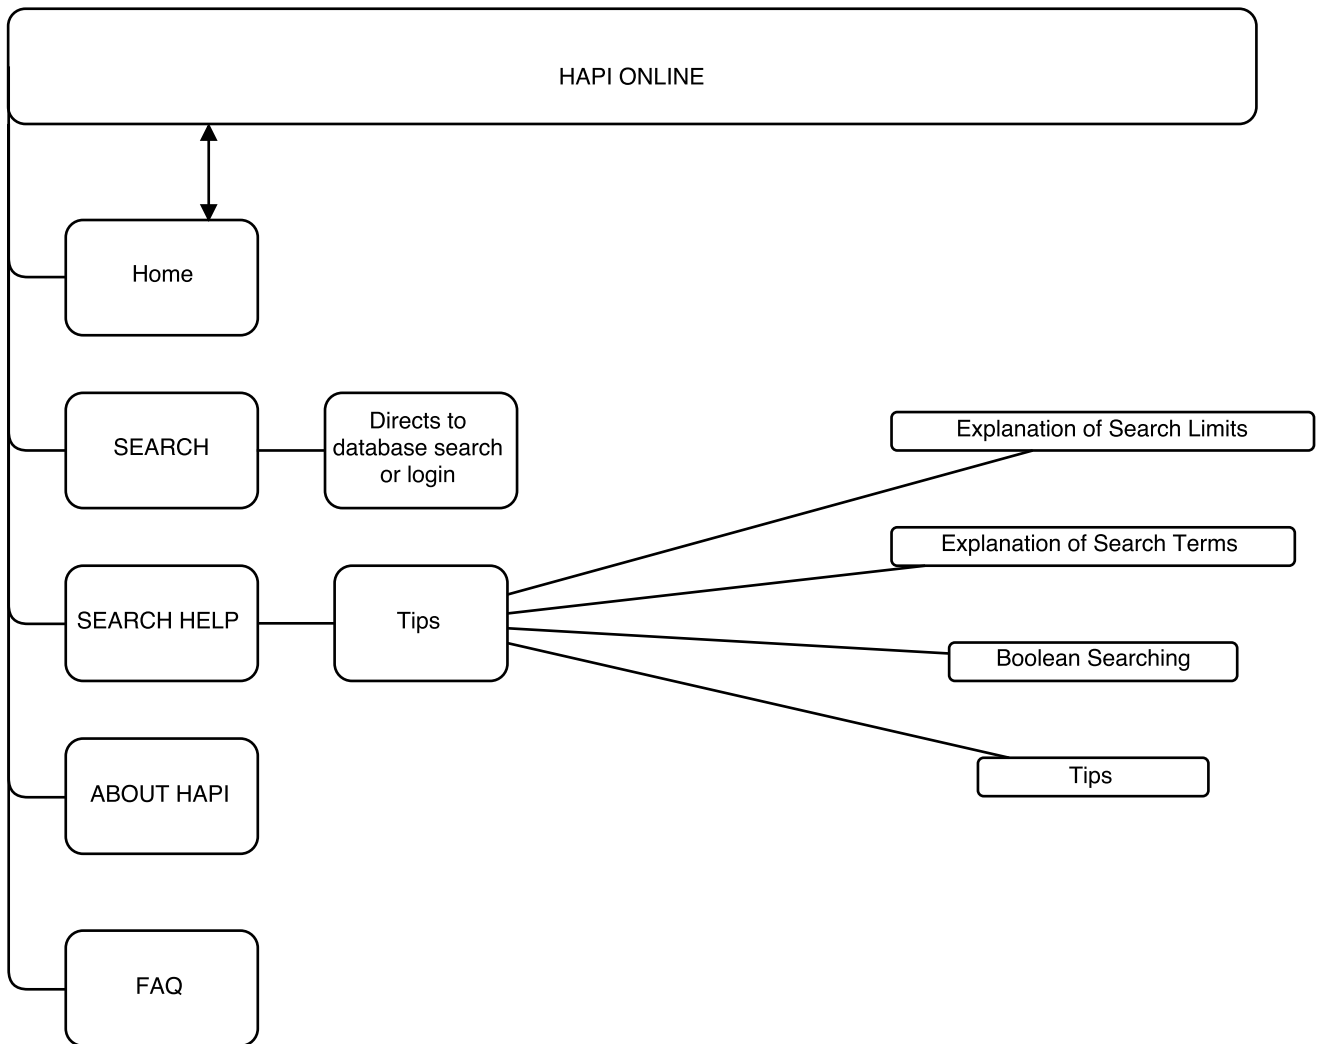 HAPI ONLINE
Home
SEARCH
Directs to
database search
or login
Explanation of Search Limits
Explanation of Search Terms
SEARCH HELP
Tips
Boolean Searching
Tips
ABOUT HAPI
FAQ